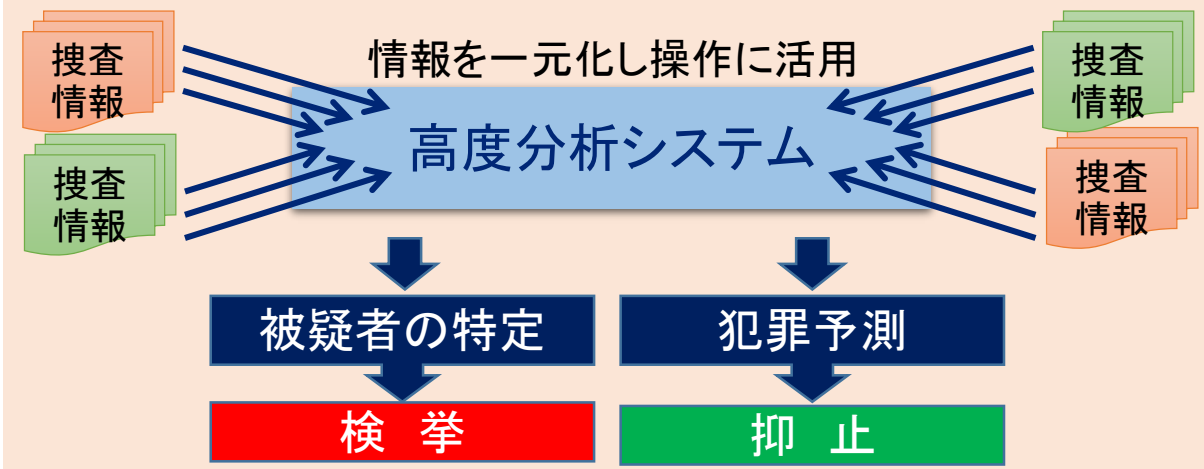 捜査
情報
情報を一元化し操作に活用
捜査
情報
高度分析システム
捜査
情報
捜査
情報
被疑者の特定
犯罪予測
検 挙
抑 止